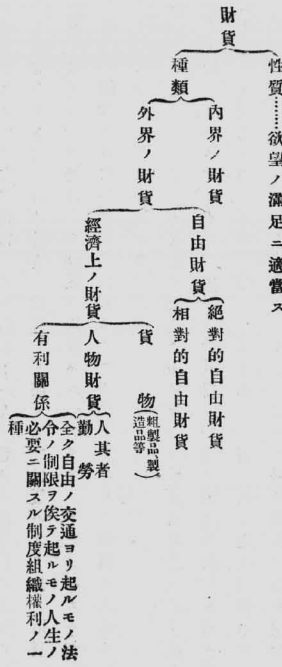 財貨
性質……欲望ノ滿足ニ適當ス
種類
內界ノ財貨
外界ノ財貨
自由財貨
絕對的自由財貨
相對的自由財貨
經濟上ノ財貨
貨物(粗製品、製造品等)
人物財貨
人其者
勤勞
有利關係
全ク自由ノ交通ヨリ起ルモノ法
令ノ制限ヲ俟テ起ルモノ人生ノ
必要ニ關スル制度組織權利ノ一
種